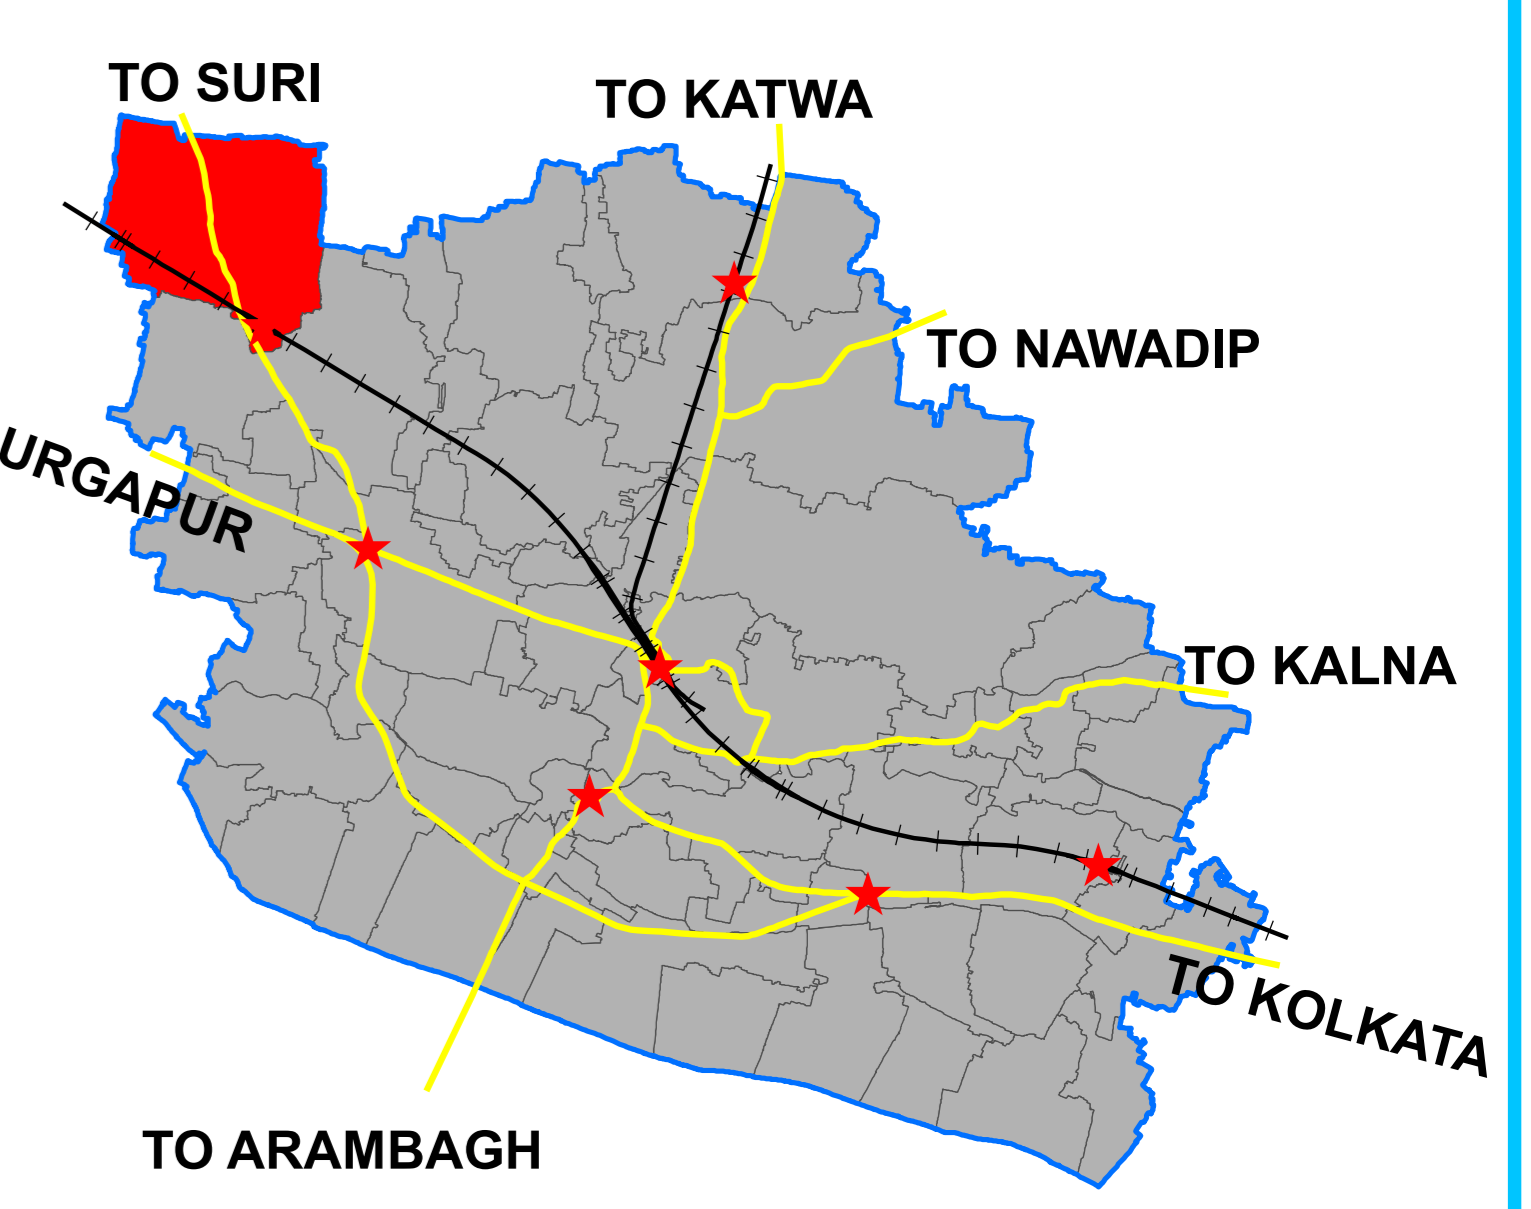 TO SURI
TO KATWA
TO NAWADIP
URGAPUR
TO KALNA
TO KOLKATA
TO ARAMBAGH